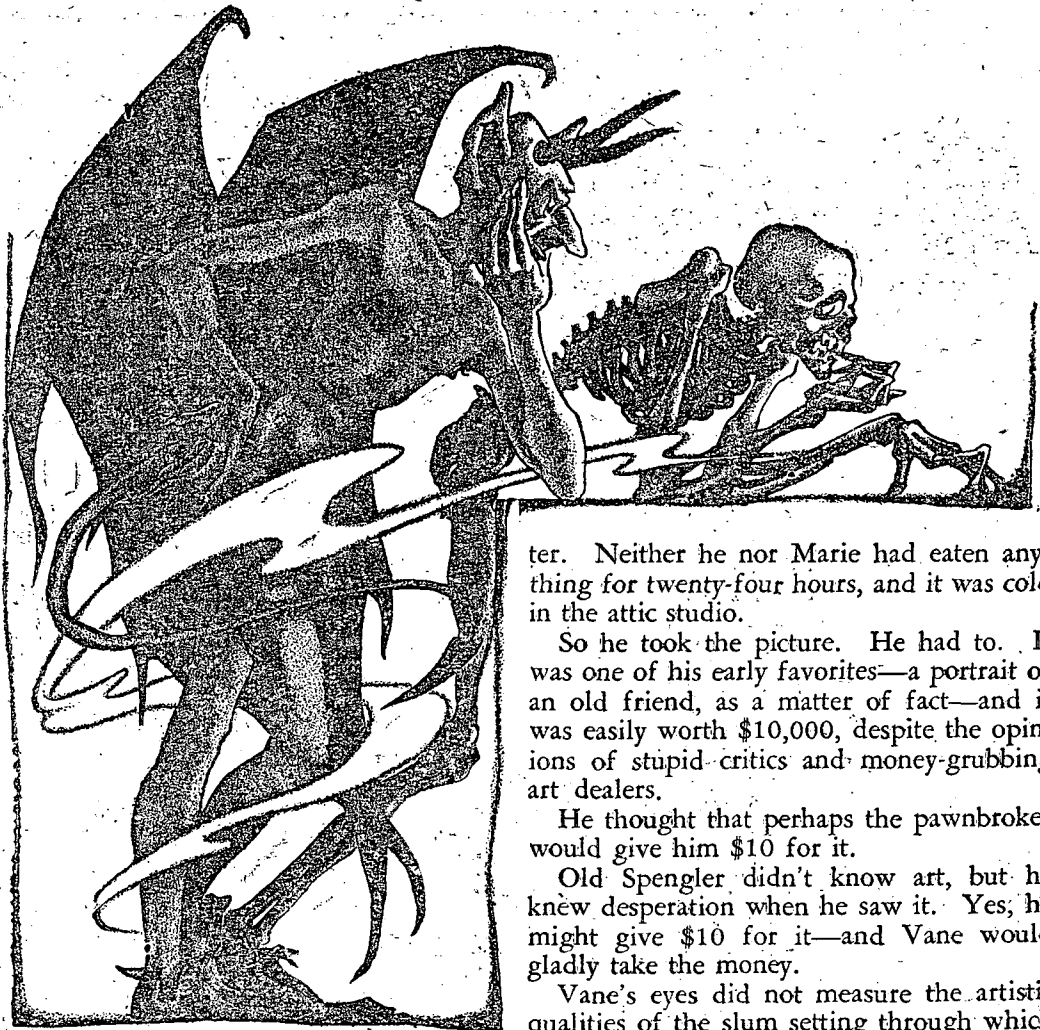 ter. Neither he nor Marie had eaten any-
thing for twenty-four hours, and it was col
in the attic studio.
So he took the picture. He had to. I
was one of his early favorites—a portrait o
an old friend, as a matter of fact—and i
was easily worth $10,000, despite the opin
ions of stupid critics and money-grubbing
art dealers.
He thought that perhaps the pawnbroke
would give him $10 for it.
Old Spengler didn't know art, but h
knew desperation when he saw it. Yes, h
might give $10 for it—and Vane woul
gladly take the money.
Vane's eyes did not measure the artisti
qualities of the slum setting through whic